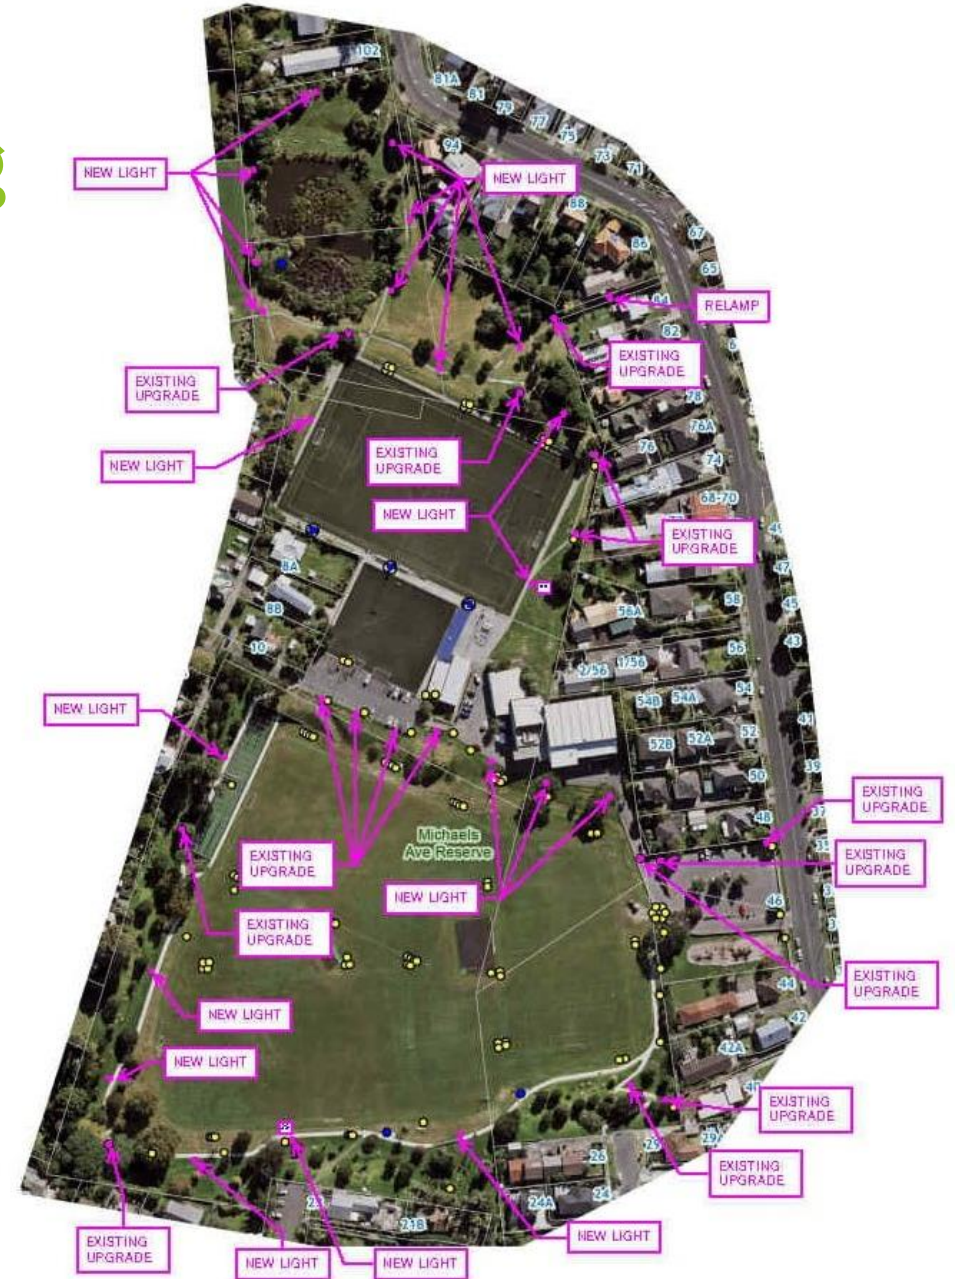 102
81A
81
79
77
75
73
71
94
NEW LIGHT
NEW LIGHT
88
67
86
65
84
RELAMP
82
EXISTING
UPGRADE
EXISTING
UPGRADE
78
76A
76
EXISTING
UPGRADE
NEW LIGHT
74
68-70
NEW LIGHT
EXISTING
UPGRADE
8A
47
58
45
8B
56A
43
10
56
2/56
1/56
54
54B
54A
NEW LIGHT
41
52
52B
52A
39
50
EXISTING
UPGRADE
48
37
Michaels
Ave Reserve
EXISTING
UPGRADE
EXISTING
UPGRADE
NEW LIGHT
46
EXISTING
UPGRADE
EXISTING
UPGRADE
44
NEW LIGHT
42
42A
NEW LIGHT
EXISTING
UPGRADE
29
26
EXISTING
UPGRADE
24A
24
21B
EXISTING
UPGRADE
NEW LIGHT
NEW LIGHT
NEW LIGHT